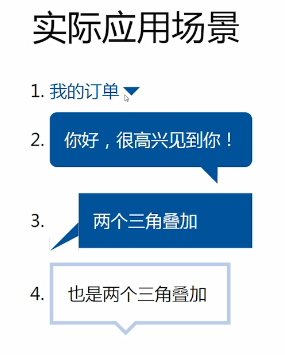 实际应用场景
1. 我的订单
2. 你好，很高兴见到你！
3. 两个三角叠加
4. 也是两个三角叠加